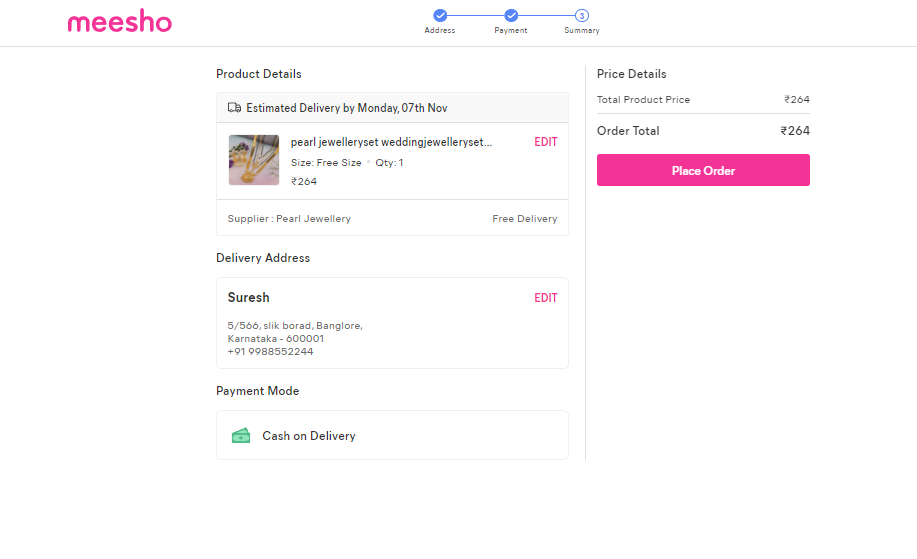 meesho
Address
Payment
3
Summary
Product Details
Estimated Delivery by Monday, 07th Nov
pearl jewelleryset weddingjewelleryset...
EDIT
Size: Free Size • Qty: 1
₹264
Supplier : Pearl Jewellery
Free Delivery
Delivery Address
Suresh
EDIT
5/566, slik borad, Banglore,
Karnataka - 600001
+91 9988552244
Payment Mode
Cash on Delivery
Price Details
Total Product Price
₹264
Order Total
₹264
Place Order